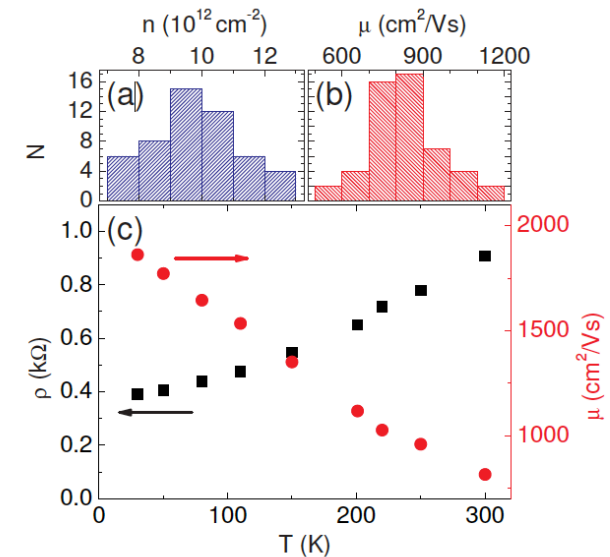 n (10¹² cm⁻²) μ (cm²/Vs)
8 10 12 600 900 1200
16
12
8
4
0
N
(a) (b)
(c)
1.0
0.8
0.6
0.4
0.2
0.0
ρ (kΩ)
2000
1500
1000
μ (cm²/Vs)
0 100 200 300
T (K)